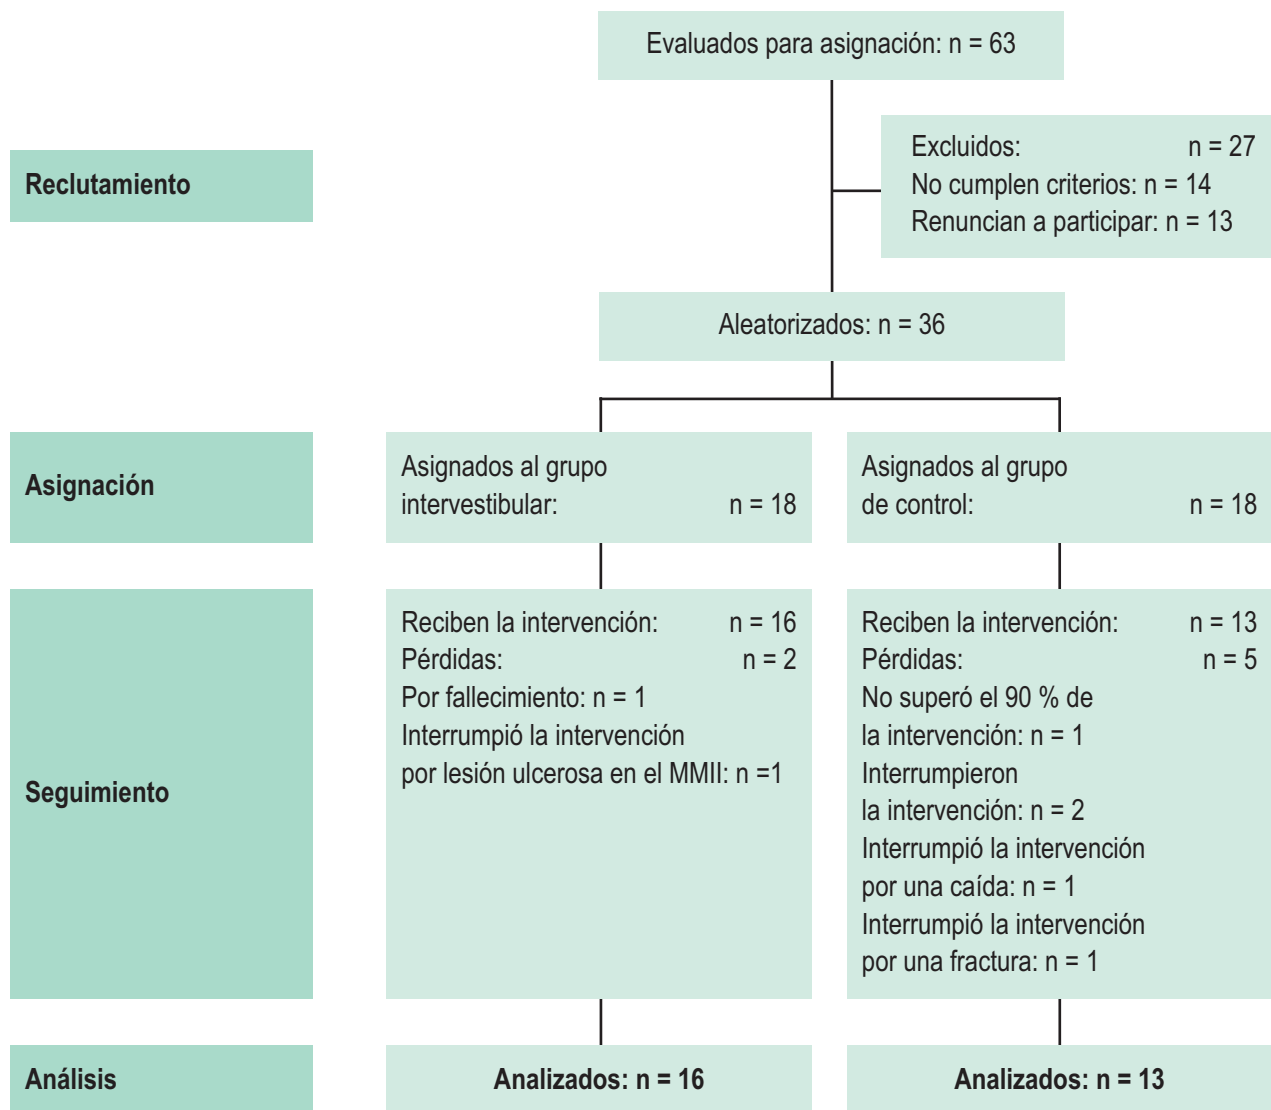 Evaluados para asignación: n = 63
Reclutamiento
Excluidos: n = 27
No cumplen criterios: n = 14
Renuncian a participar: n = 13
Aleatorizados: n = 36
Asignación
Asignados al grupo
intervestibular: n = 18
Asignados al grupo
de control: n = 18
Seguimiento
Reciben la intervención: n = 16
Pérdidas: n = 2
Por fallecimiento: n = 1
Interrumpió la intervención
por lesión ulcerosa en el MMII: n =1
Reciben la intervención: n = 13
Pérdidas: n = 5
No superó el 90 % de
la intervención: n = 1
Interrumpieron
la intervención: n = 2
Interrumpió la intervención
por una caída: n = 1
Interrumpió la intervención
por una fractura: n = 1
Análisis
Analizados: n = 16
Analizados: n = 13